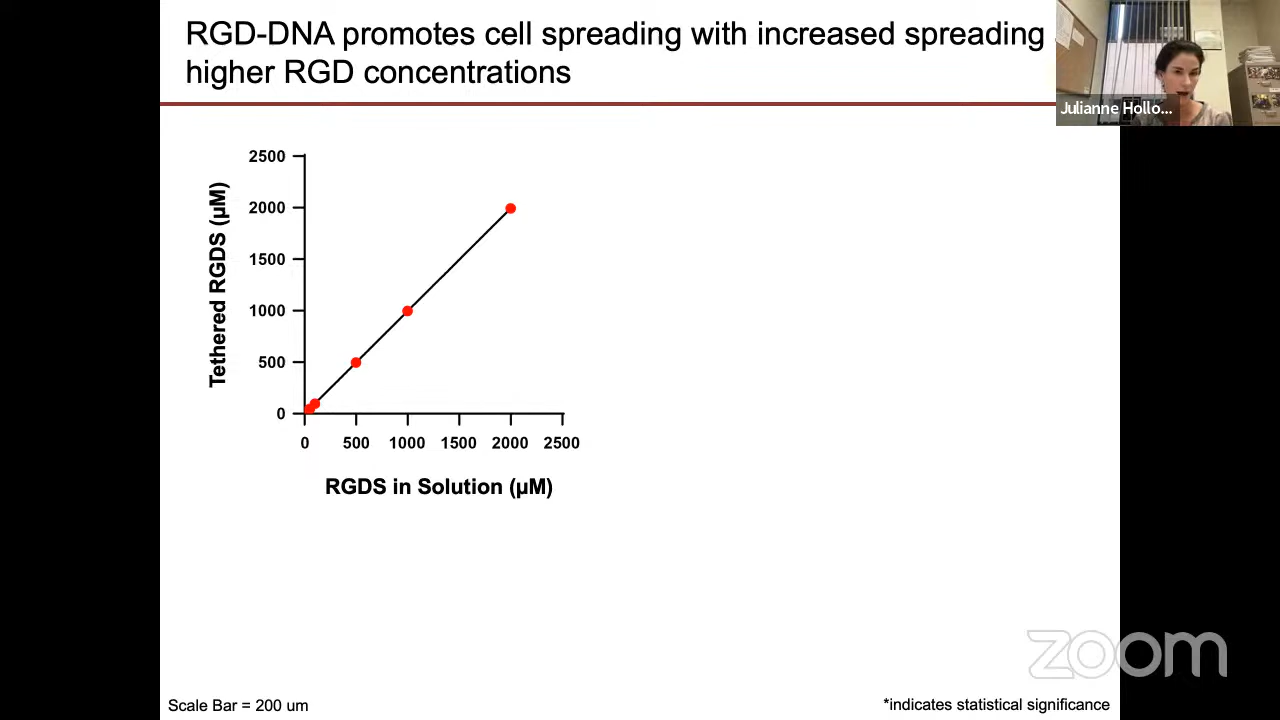 RGD-DNA promotes cell spreading with increased spreading
higher RGD concentrations
Julianne Hollo...
2500
2000
1500
1000
500
0
Tethered RGDS (µM)
0 500 1000 1500 2000 2500
RGDS in Solution (µM)
zoom
Scale Bar = 200 um
*indicates statistical significance